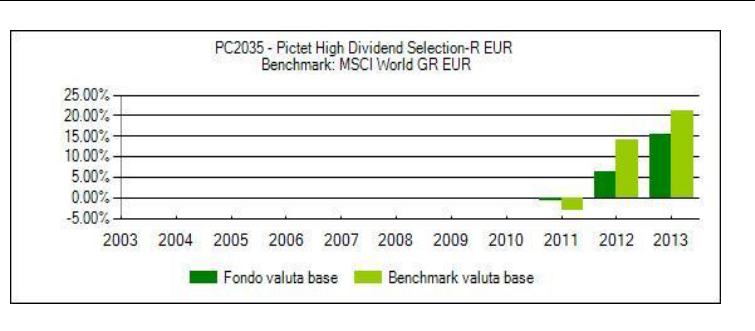 PC2035 - Pictet High Dividend Selection-R EUR
Benchmark: MSCI World GR EUR
25.00%
20.00%
15.00%
10.00%
5.00%
0.00%
-5.00%
2003 2004 2005 2006 2007 2008 2009 2010 2011 2012 2013
Fondo valuta base Benchmark valuta base